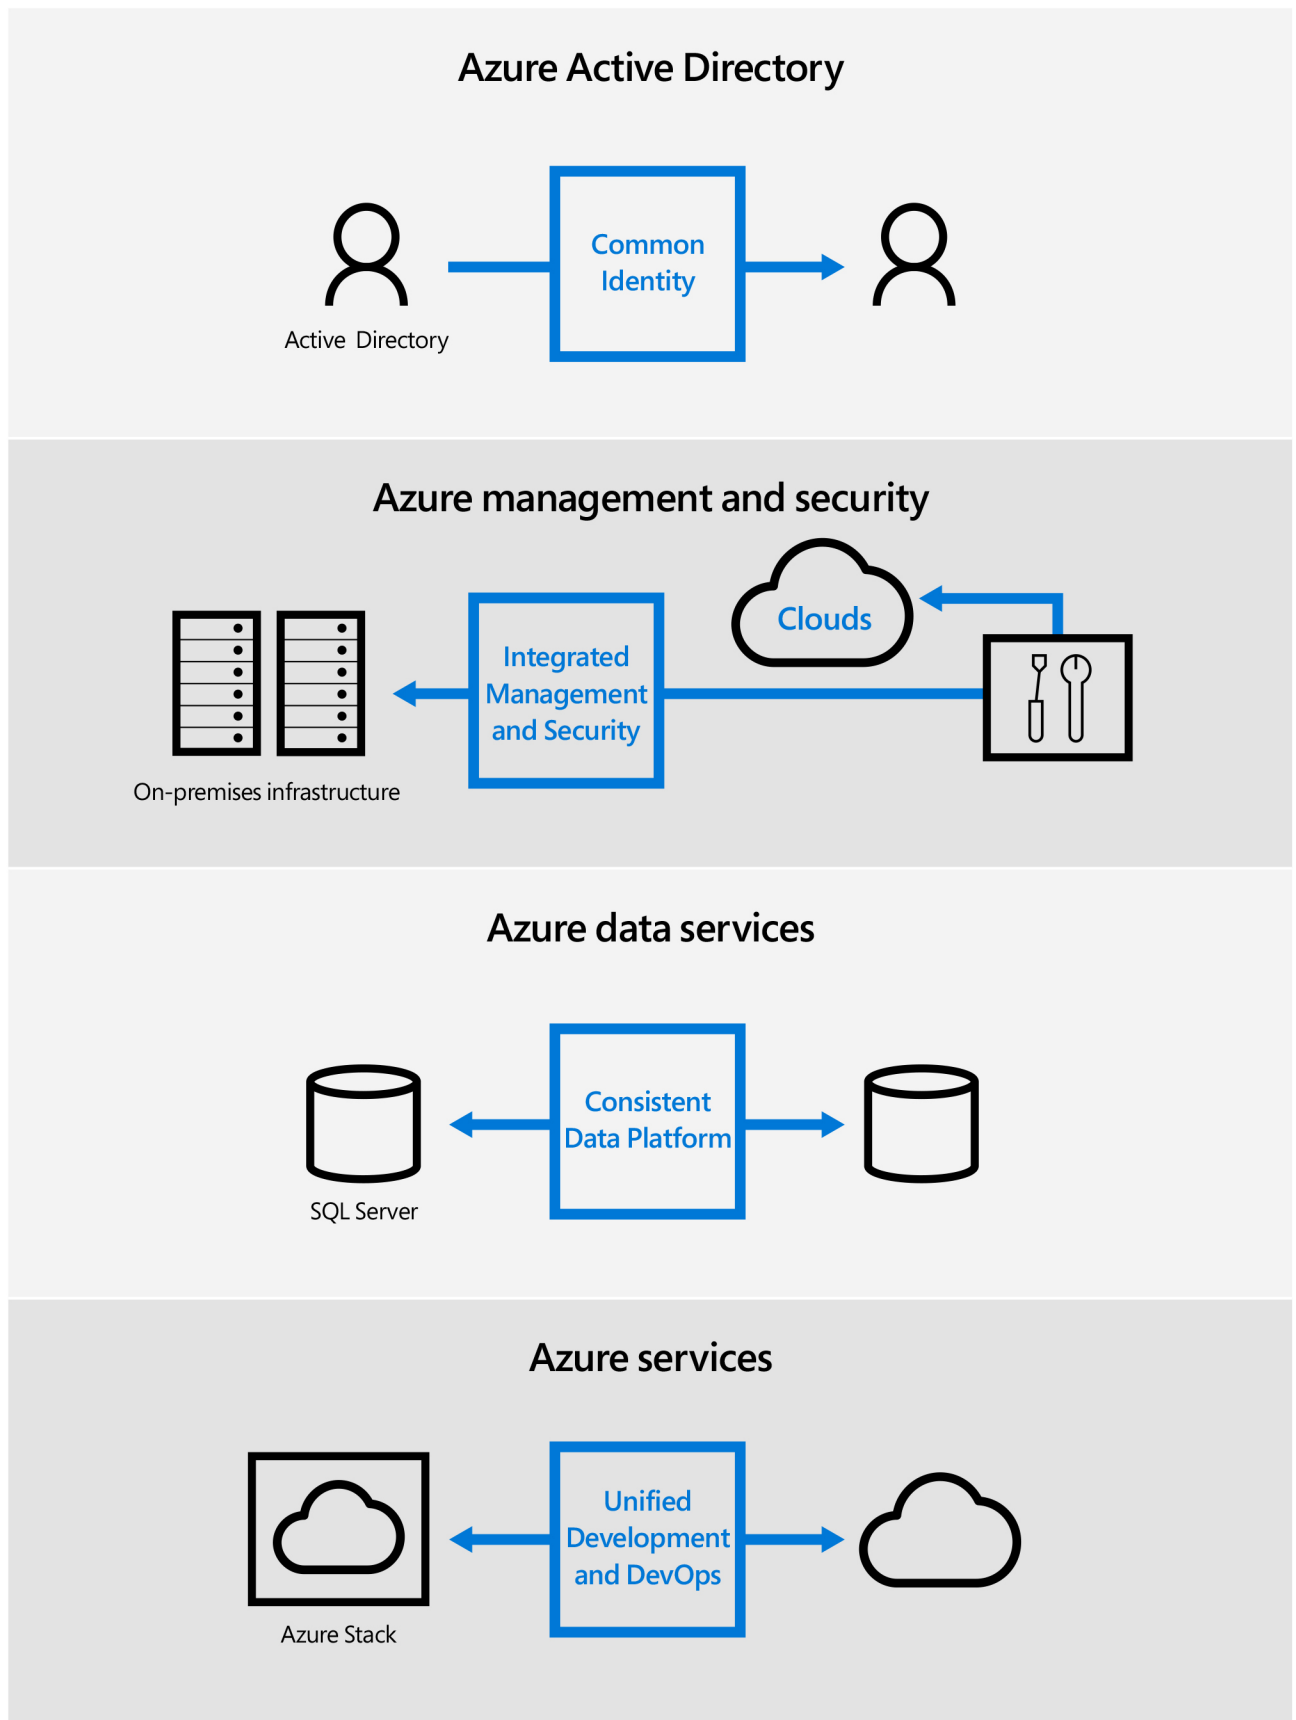 Azure Active Directory
Common
Identity
Active Directory
Azure management and security
Clouds
Integrated
Management
and Security
On-premises infrastructure
Azure data services
Consistent
Data Platform
SQL Server
Azure services
Unified
Development
and DevOps
Azure Stack